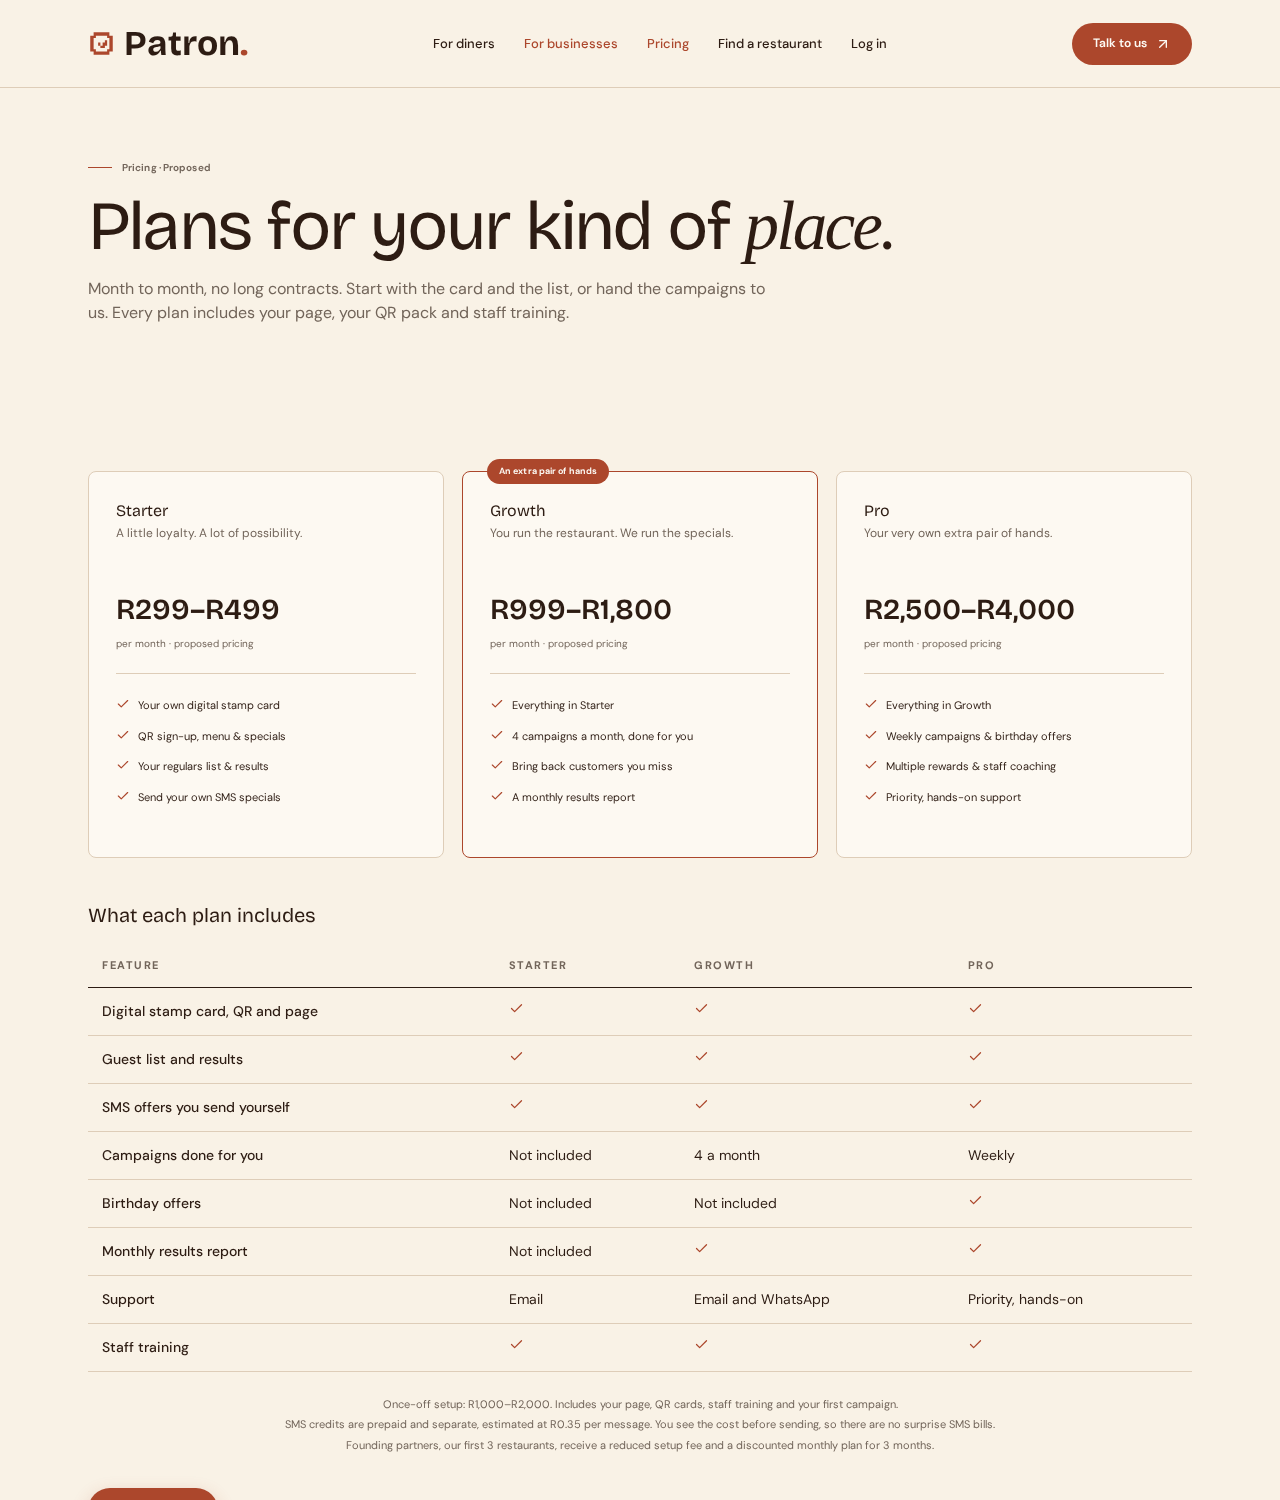 Patron.
For diners
For businesses
Pricing
Find a restaurant
Log in
Talk to us
Pricing · Proposed
Plans for your kind of place.
Month to month, no long contracts. Start with the card and the list, or hand the campaigns to
us. Every plan includes your page, your QR pack and staff training.
Starter
A little loyalty. A lot of possibility.
R299–R499
per month · proposed pricing
Your own digital stamp card
QR sign-up, menu & specials
Your regulars list & results
Send your own SMS specials
An extra pair of hands
Growth
You run the restaurant. We run the specials.
R999–R1,800
per month · proposed pricing
Everything in Starter
4 campaigns a month, done for you
Bring back customers you miss
A monthly results report
Pro
Your very own extra pair of hands.
R2,500–R4,000
per month · proposed pricing
Everything in Growth
Weekly campaigns & birthday offers
Multiple rewards & staff coaching
Priority, hands-on support
What each plan includes
FEATURE STARTER GROWTH PRO
Digital stamp card, QR and page
Guest list and results
SMS offers you send yourself
Campaigns done for you Not included 4 a month Weekly
Birthday offers Not included Not included
Monthly results report Not included
Support Email Email and WhatsApp Priority, hands-on
Staff training
Once-off setup: R1,000–R2,000. Includes your page, QR cards, staff training and your first campaign.
SMS credits are prepaid and separate, estimated at R0.35 per message. You see the cost before sending, so there are no surprise SMS bills.
Founding partners, our first 3 restaurants, receive a reduced setup fee and a discounted monthly plan for 3 months.